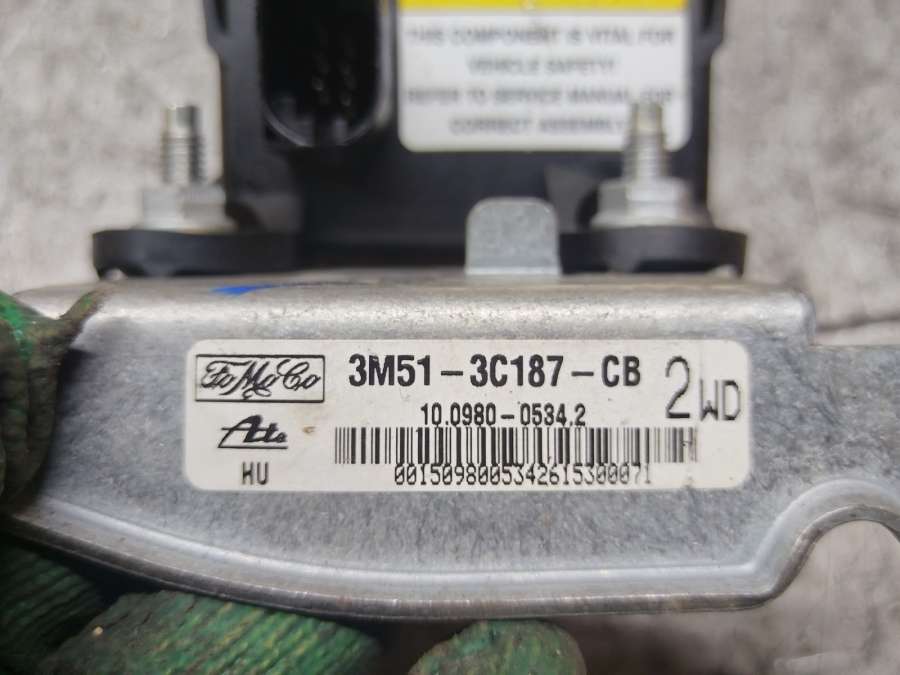 THIS COMPONENT IS VITAL FOR
VEHICLE SAFETY!
REFER TO SERVICE MANUAL FOR
CORRECT ASSEMBLY
FoMoCo
3M51-3C187-CB
2WD
10.0980-0534.2
Ate
HU
H
0015098005342615300071